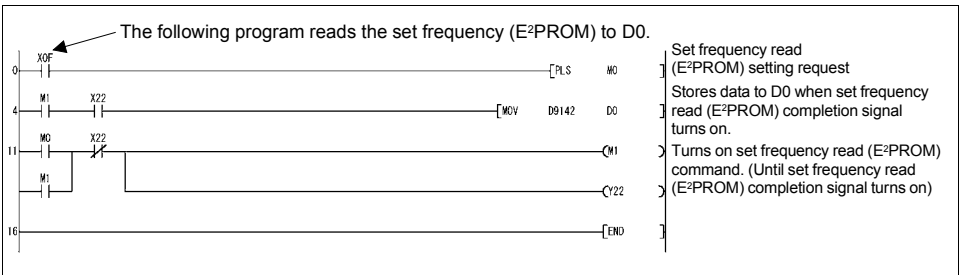 The following program reads the set frequency (E²PROM) to D0.
X0F
0 [PLS M0 ]
Set frequency read
(E²PROM) setting request
M1 X22
4 [MOV D9142 D0 ]
Stores data to D0 when set frequency
read (E²PROM) completion signal
turns on.
M0 X22
11 (M1 )
Turns on set frequency read (E²PROM)
command. (Until set frequency read
(E²PROM) completion signal turns on)
M1
(Y22 )
16 [END ]